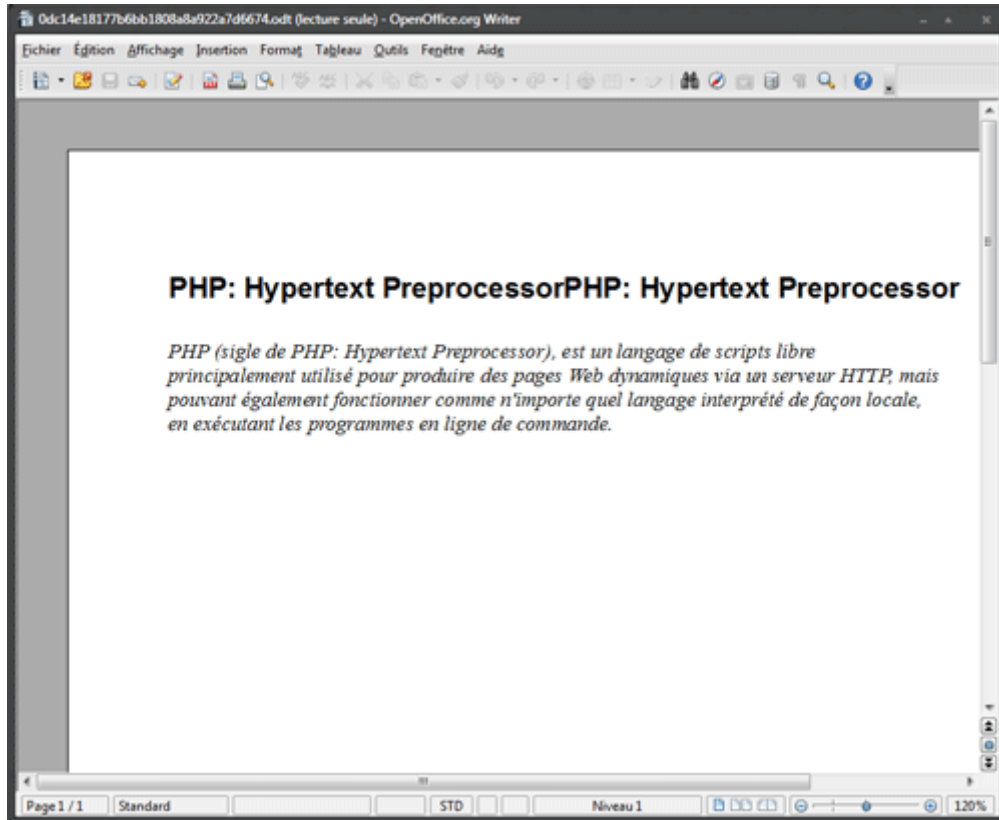 0dc14e18177b6bb1808a8a922a7d6674.odt (lecture seule) - OpenOffice.org Writer
Fichier Édition Affichage Insertion Format Tableau Outils Fenêtre Aide
PHP: Hypertext PreprocessorPHP: Hypertext Preprocessor
PHP (sigle de PHP: Hypertext Preprocessor), est un langage de scripts libre
principalement utilisé pour produire des pages Web dynamiques via un serveur HTTP, mais
pouvant également fonctionner comme n'importe quel langage interprété de façon locale,
en exécutant les programmes en ligne de commande.
Page 1 / 1 Standard STD Niveau 1 120%